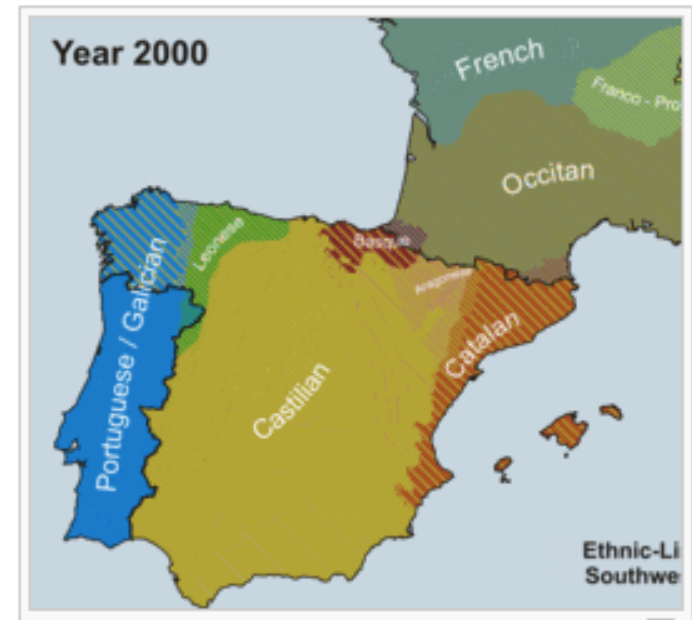 Year 2000
French
Franco - Pro
Occitan
Leonese
Basque
Aragonese
Portuguese / Galician
Catalan
Castilian
Ethnic-Li
Southwe